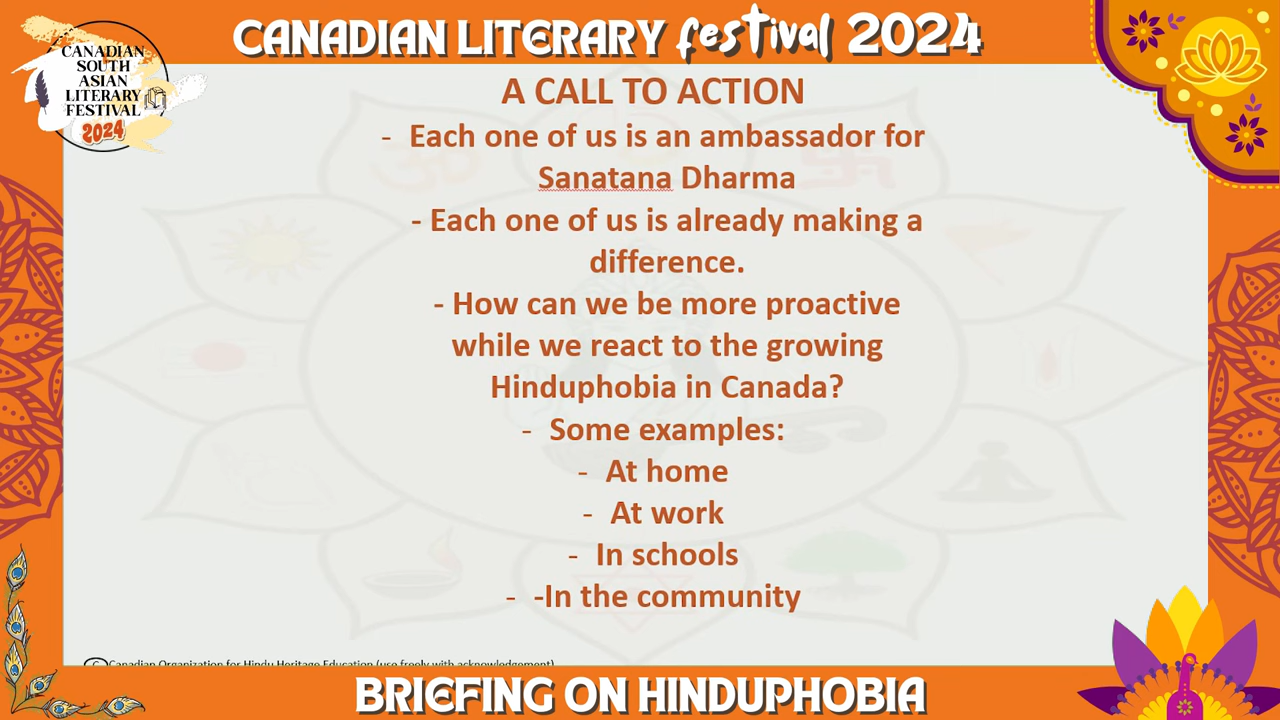 CANADIAN LITERARY festival 2024
CANADIAN
SOUTH
ASIAN
LITERARY
FESTIVAL
2024
A CALL TO ACTION
- Each one of us is an ambassador for
Sanatana Dharma
- Each one of us is already making a
difference.
- How can we be more proactive
while we react to the growing
Hinduphobia in Canada?
- Some examples:
- At home
- At work
- In schools
- -In the community
© Canadian Organization for Hindu Heritage Education (use freely with acknowledgement)
BRIEFING ON HINDUPHOBIA